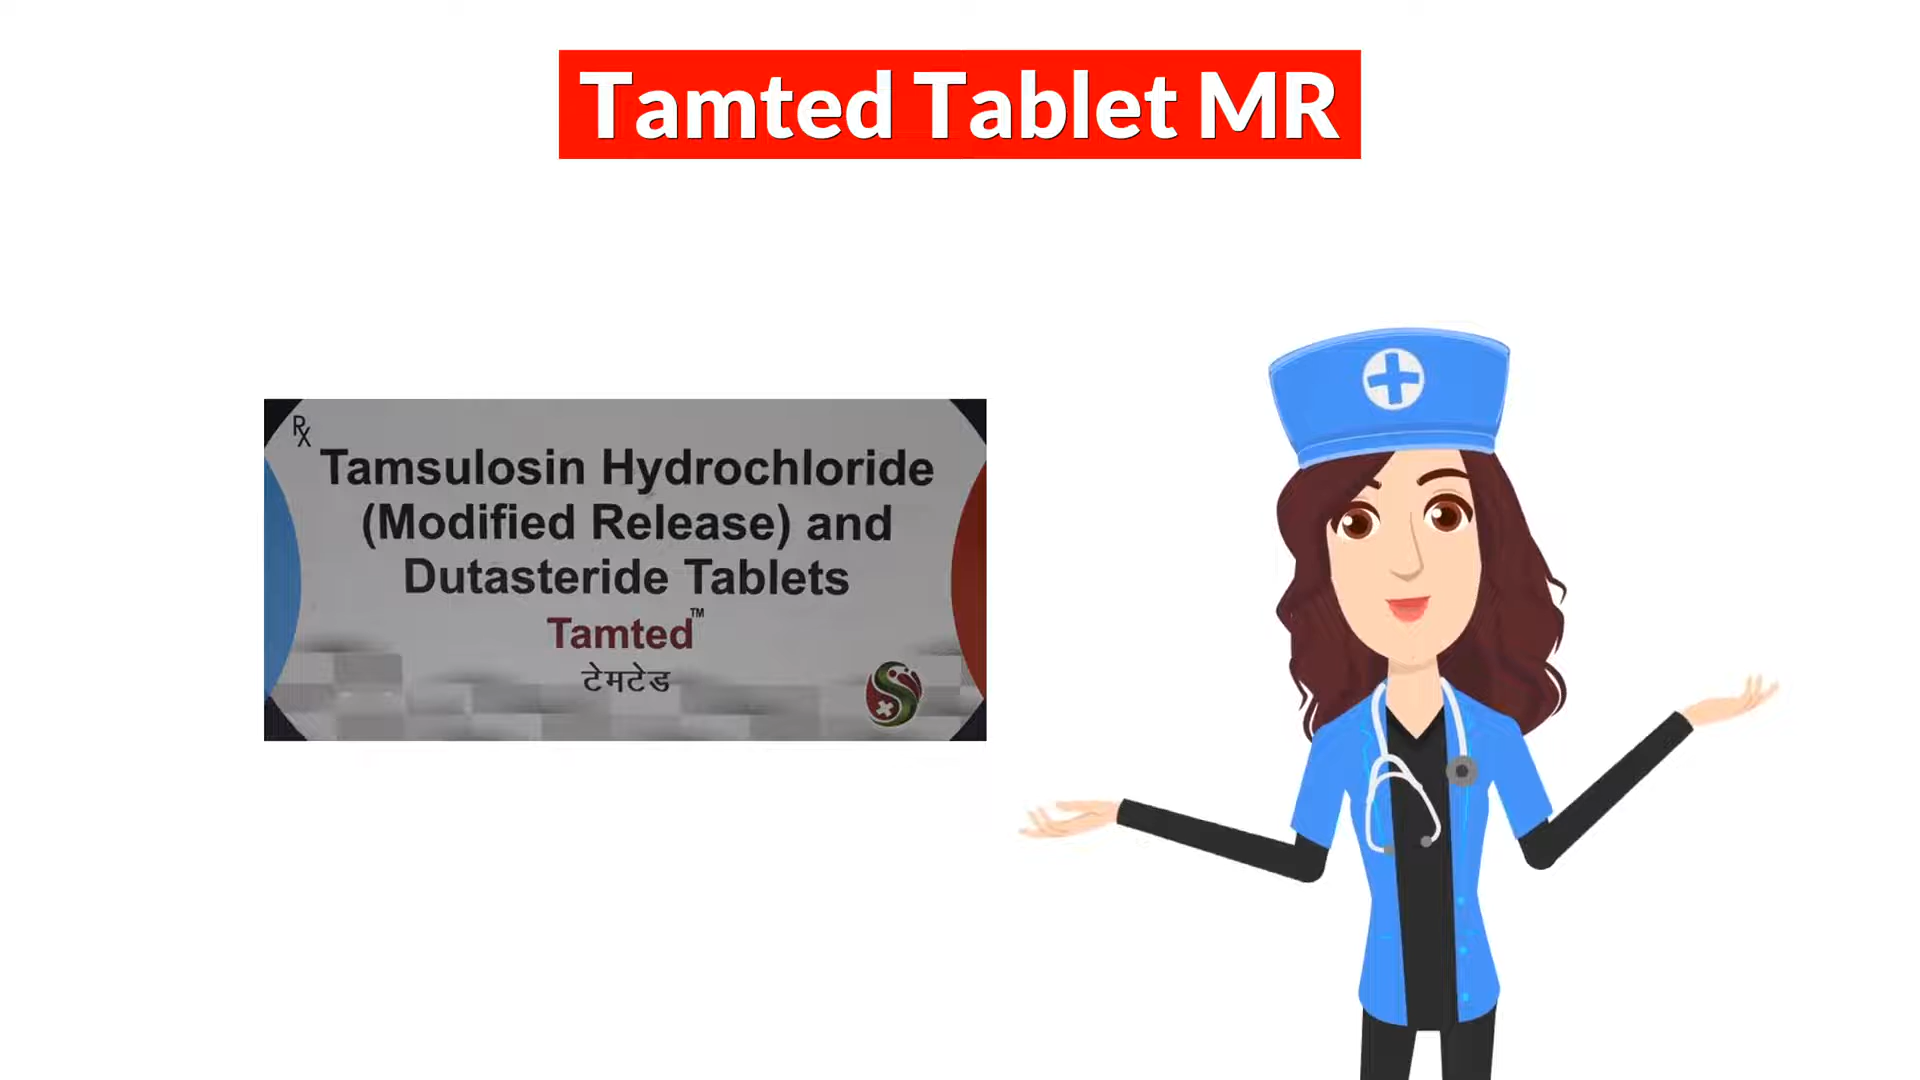 Tamted Tablet MR
Rx
Tamsulosin Hydrochloride
(Modified Release) and
Dutasteride Tablets
Tamted™
टेमटेड